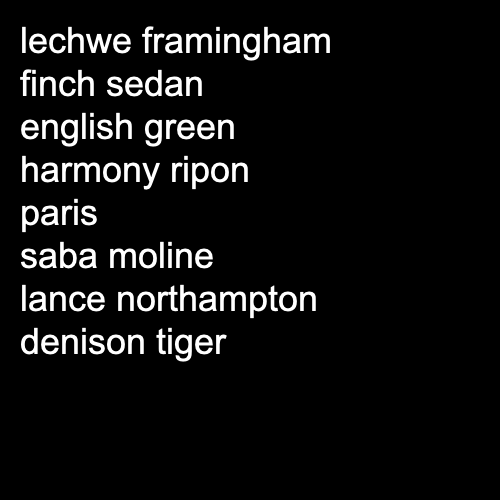 lechwe framingham
finch sedan
english green
harmony ripon
paris
saba moline
lance northampton
denison tiger